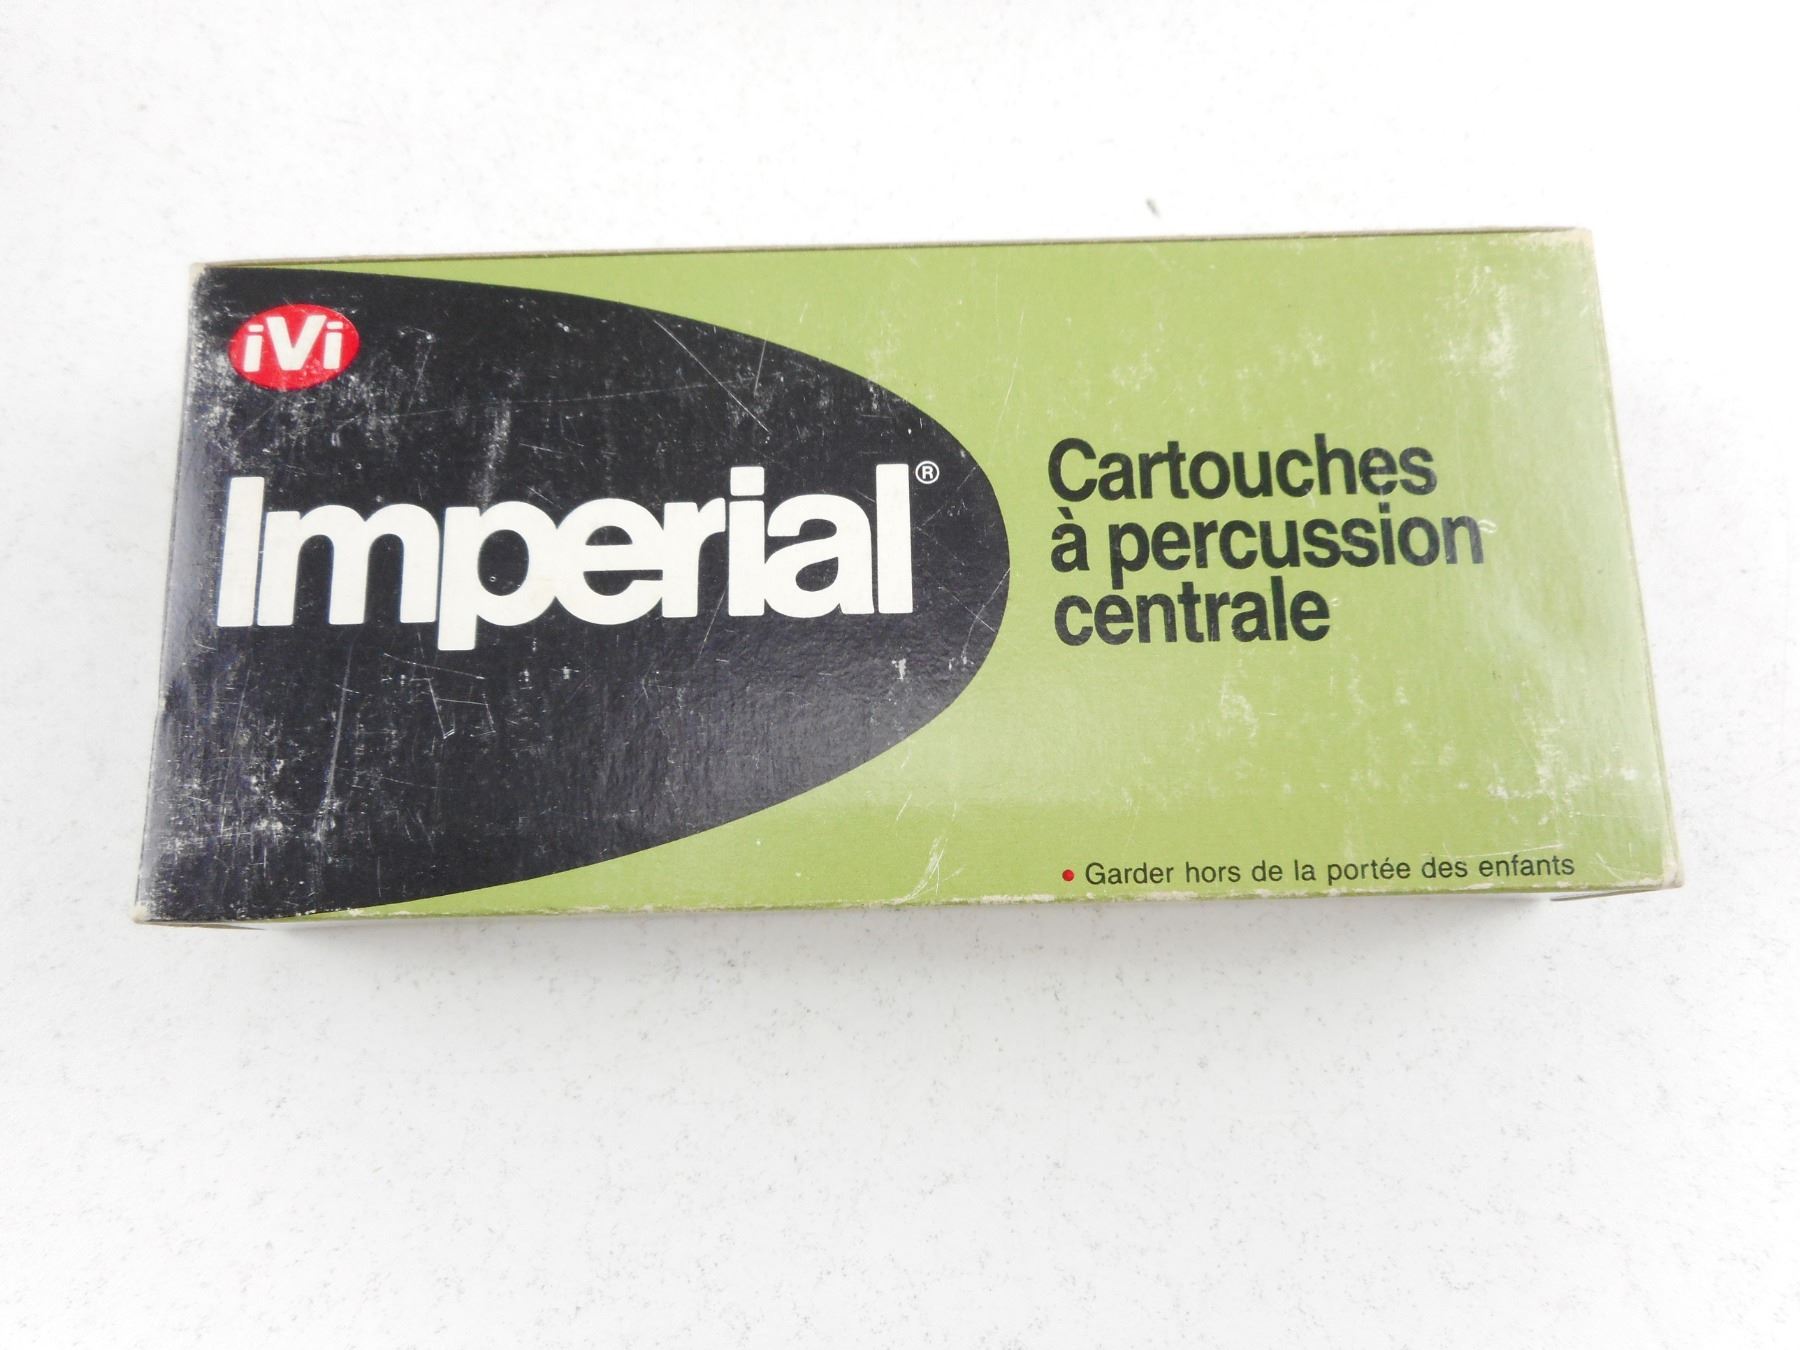 iVi
Imperial®
Cartouches
à percussion
centrale
• Garder hors de la portée des enfants